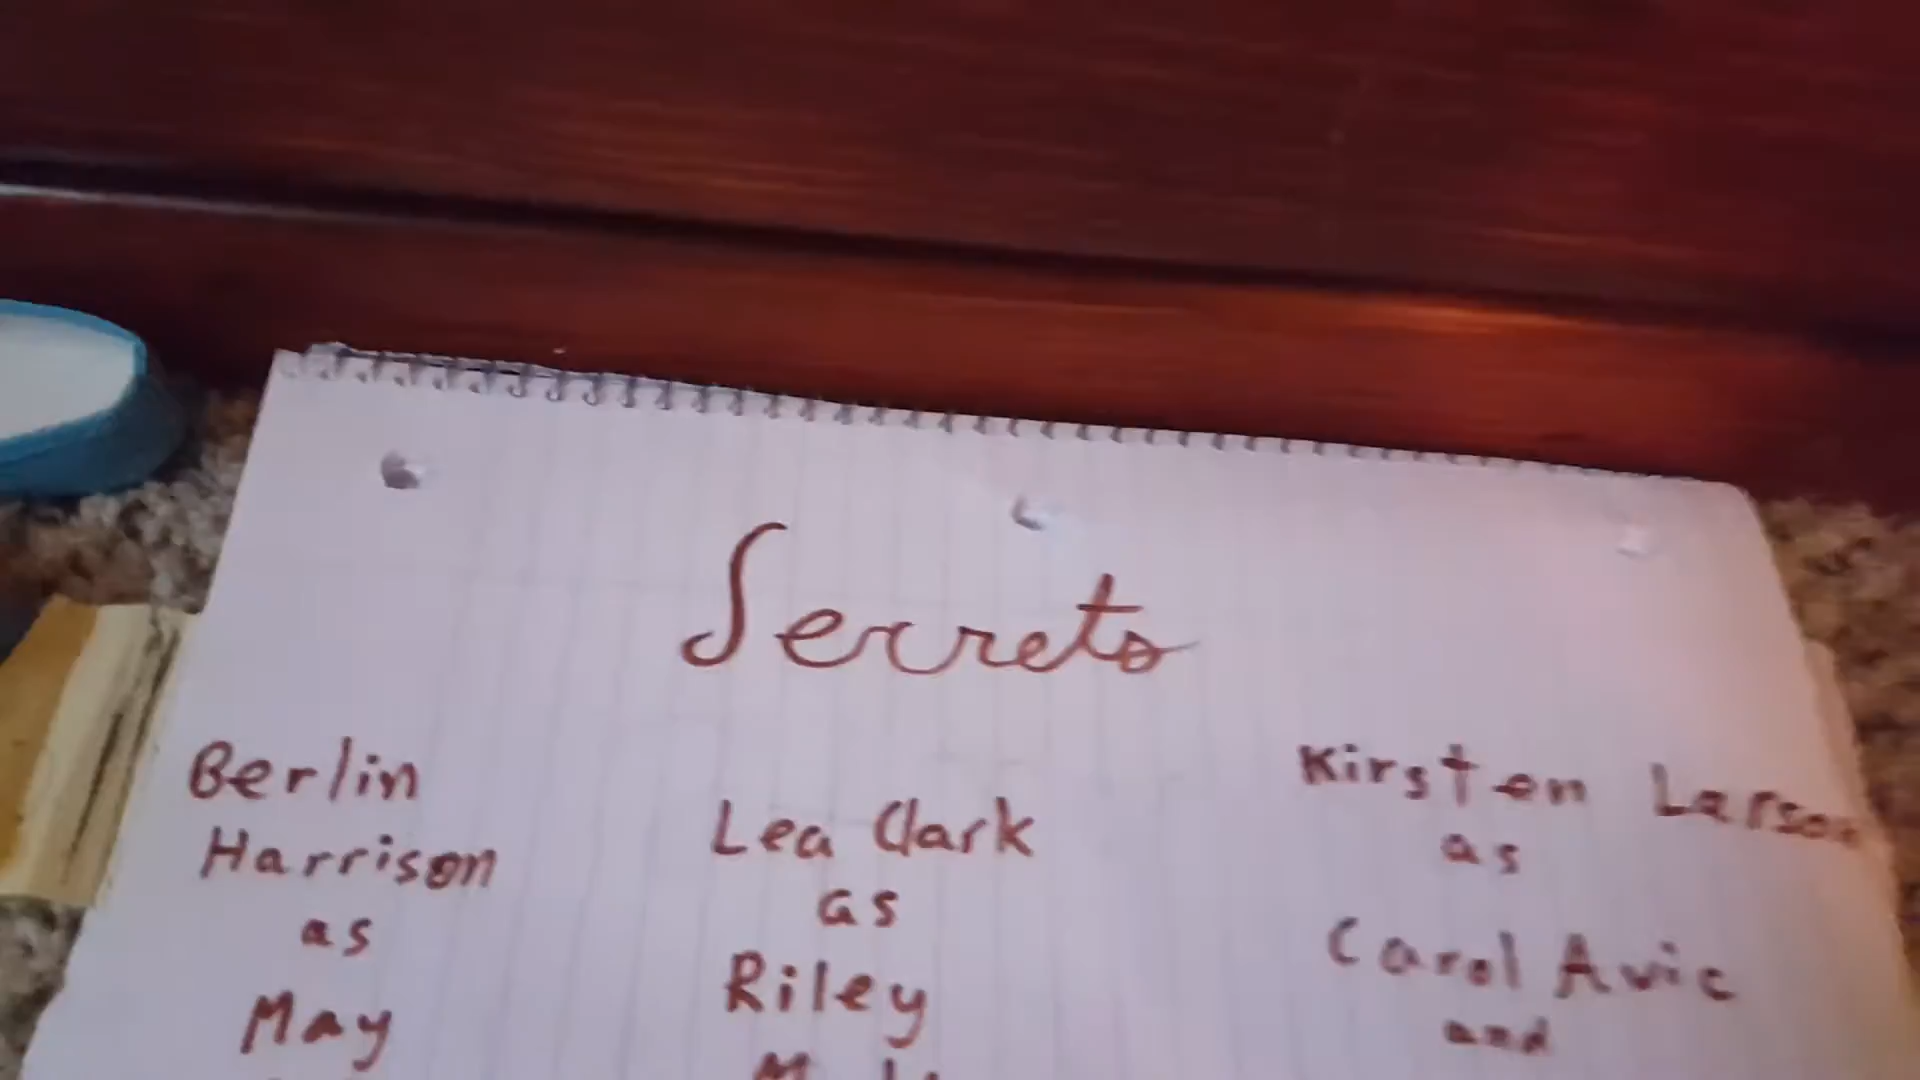 Secrets
Berlin
Harrison
as
May
Lea Clark
as
Riley
Kirsten Larson
as
Carol Avic
and